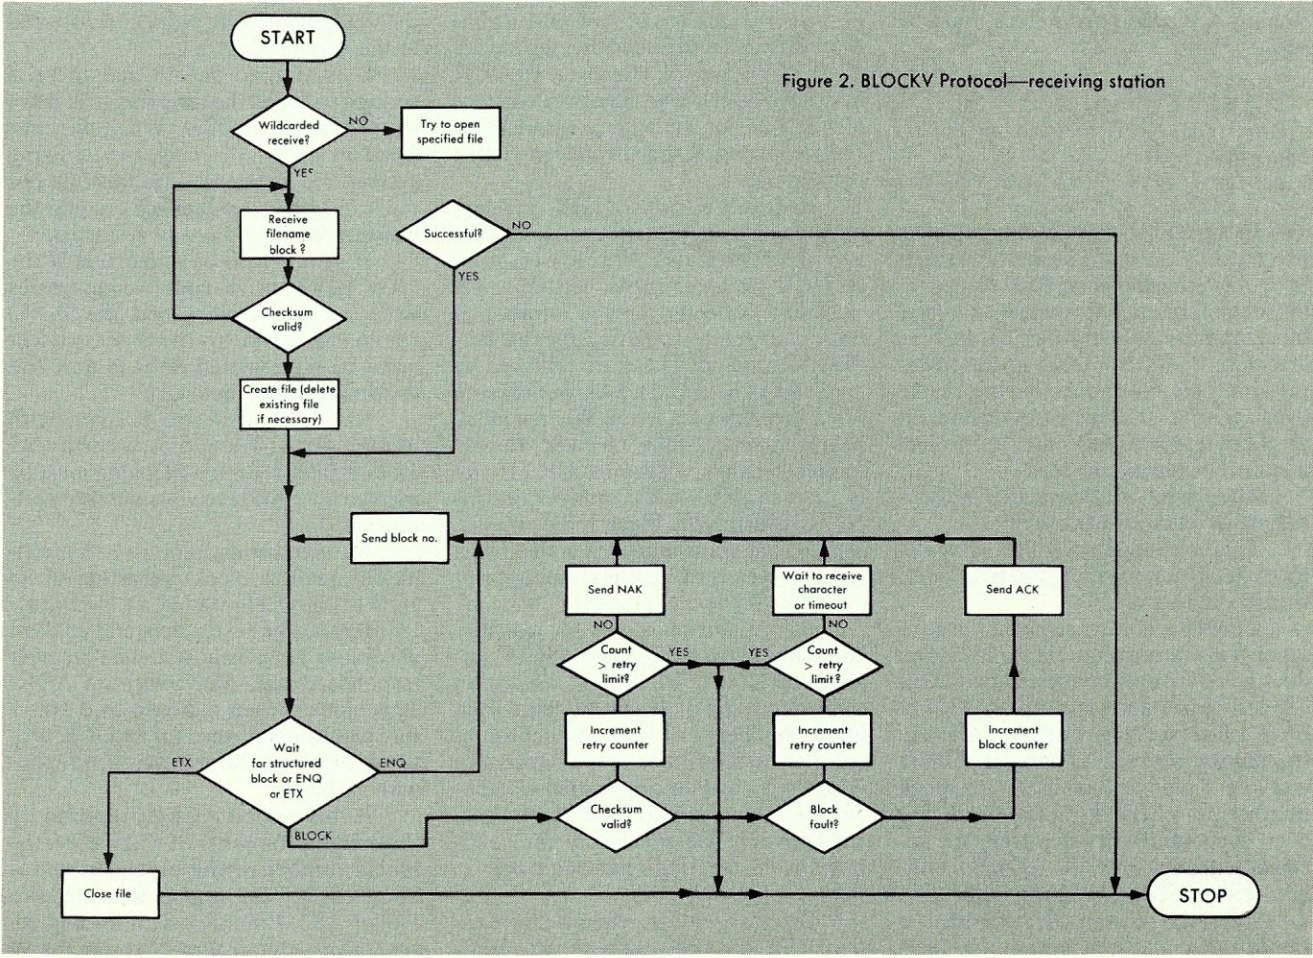 START
Figure 2. BLOCKV Protocol—receiving station
Wildcarded
receive?
NO
Try to open
specified file
YES
Receive
filename
block ?
Successful?
NO
YES
Checksum
valid?
Create file (delete
existing file
if necessary)
Send block no.
Send NAK
Wait to receive
character
or timeout
Send ACK
NO
NO
Count
> retry
limit?
YES
YES
Count
> retry
limit?
Increment
retry counter
Increment
retry counter
Increment
block counter
ETX
Wait
for structured
block or ENQ
or ETX
ENQ
BLOCK
Checksum
valid?
Block
fault?
Close file
STOP